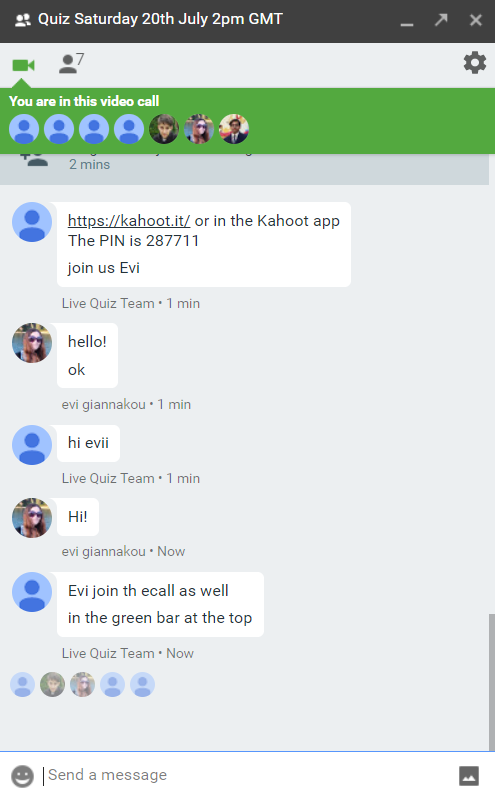 Quiz Saturday 20th July 2pm GMT
7
You are in this video call
2 mins
https://kahoot.it/ or in the Kahoot app
The PIN is 287711
join us Evi
Live Quiz Team • 1 min
hello!
ok
evi giannakou • 1 min
hi evii
Live Quiz Team • 1 min
Hi!
evi giannakou • Now
Evi join th ecall as well
in the green bar at the top
Live Quiz Team • Now
Send a message